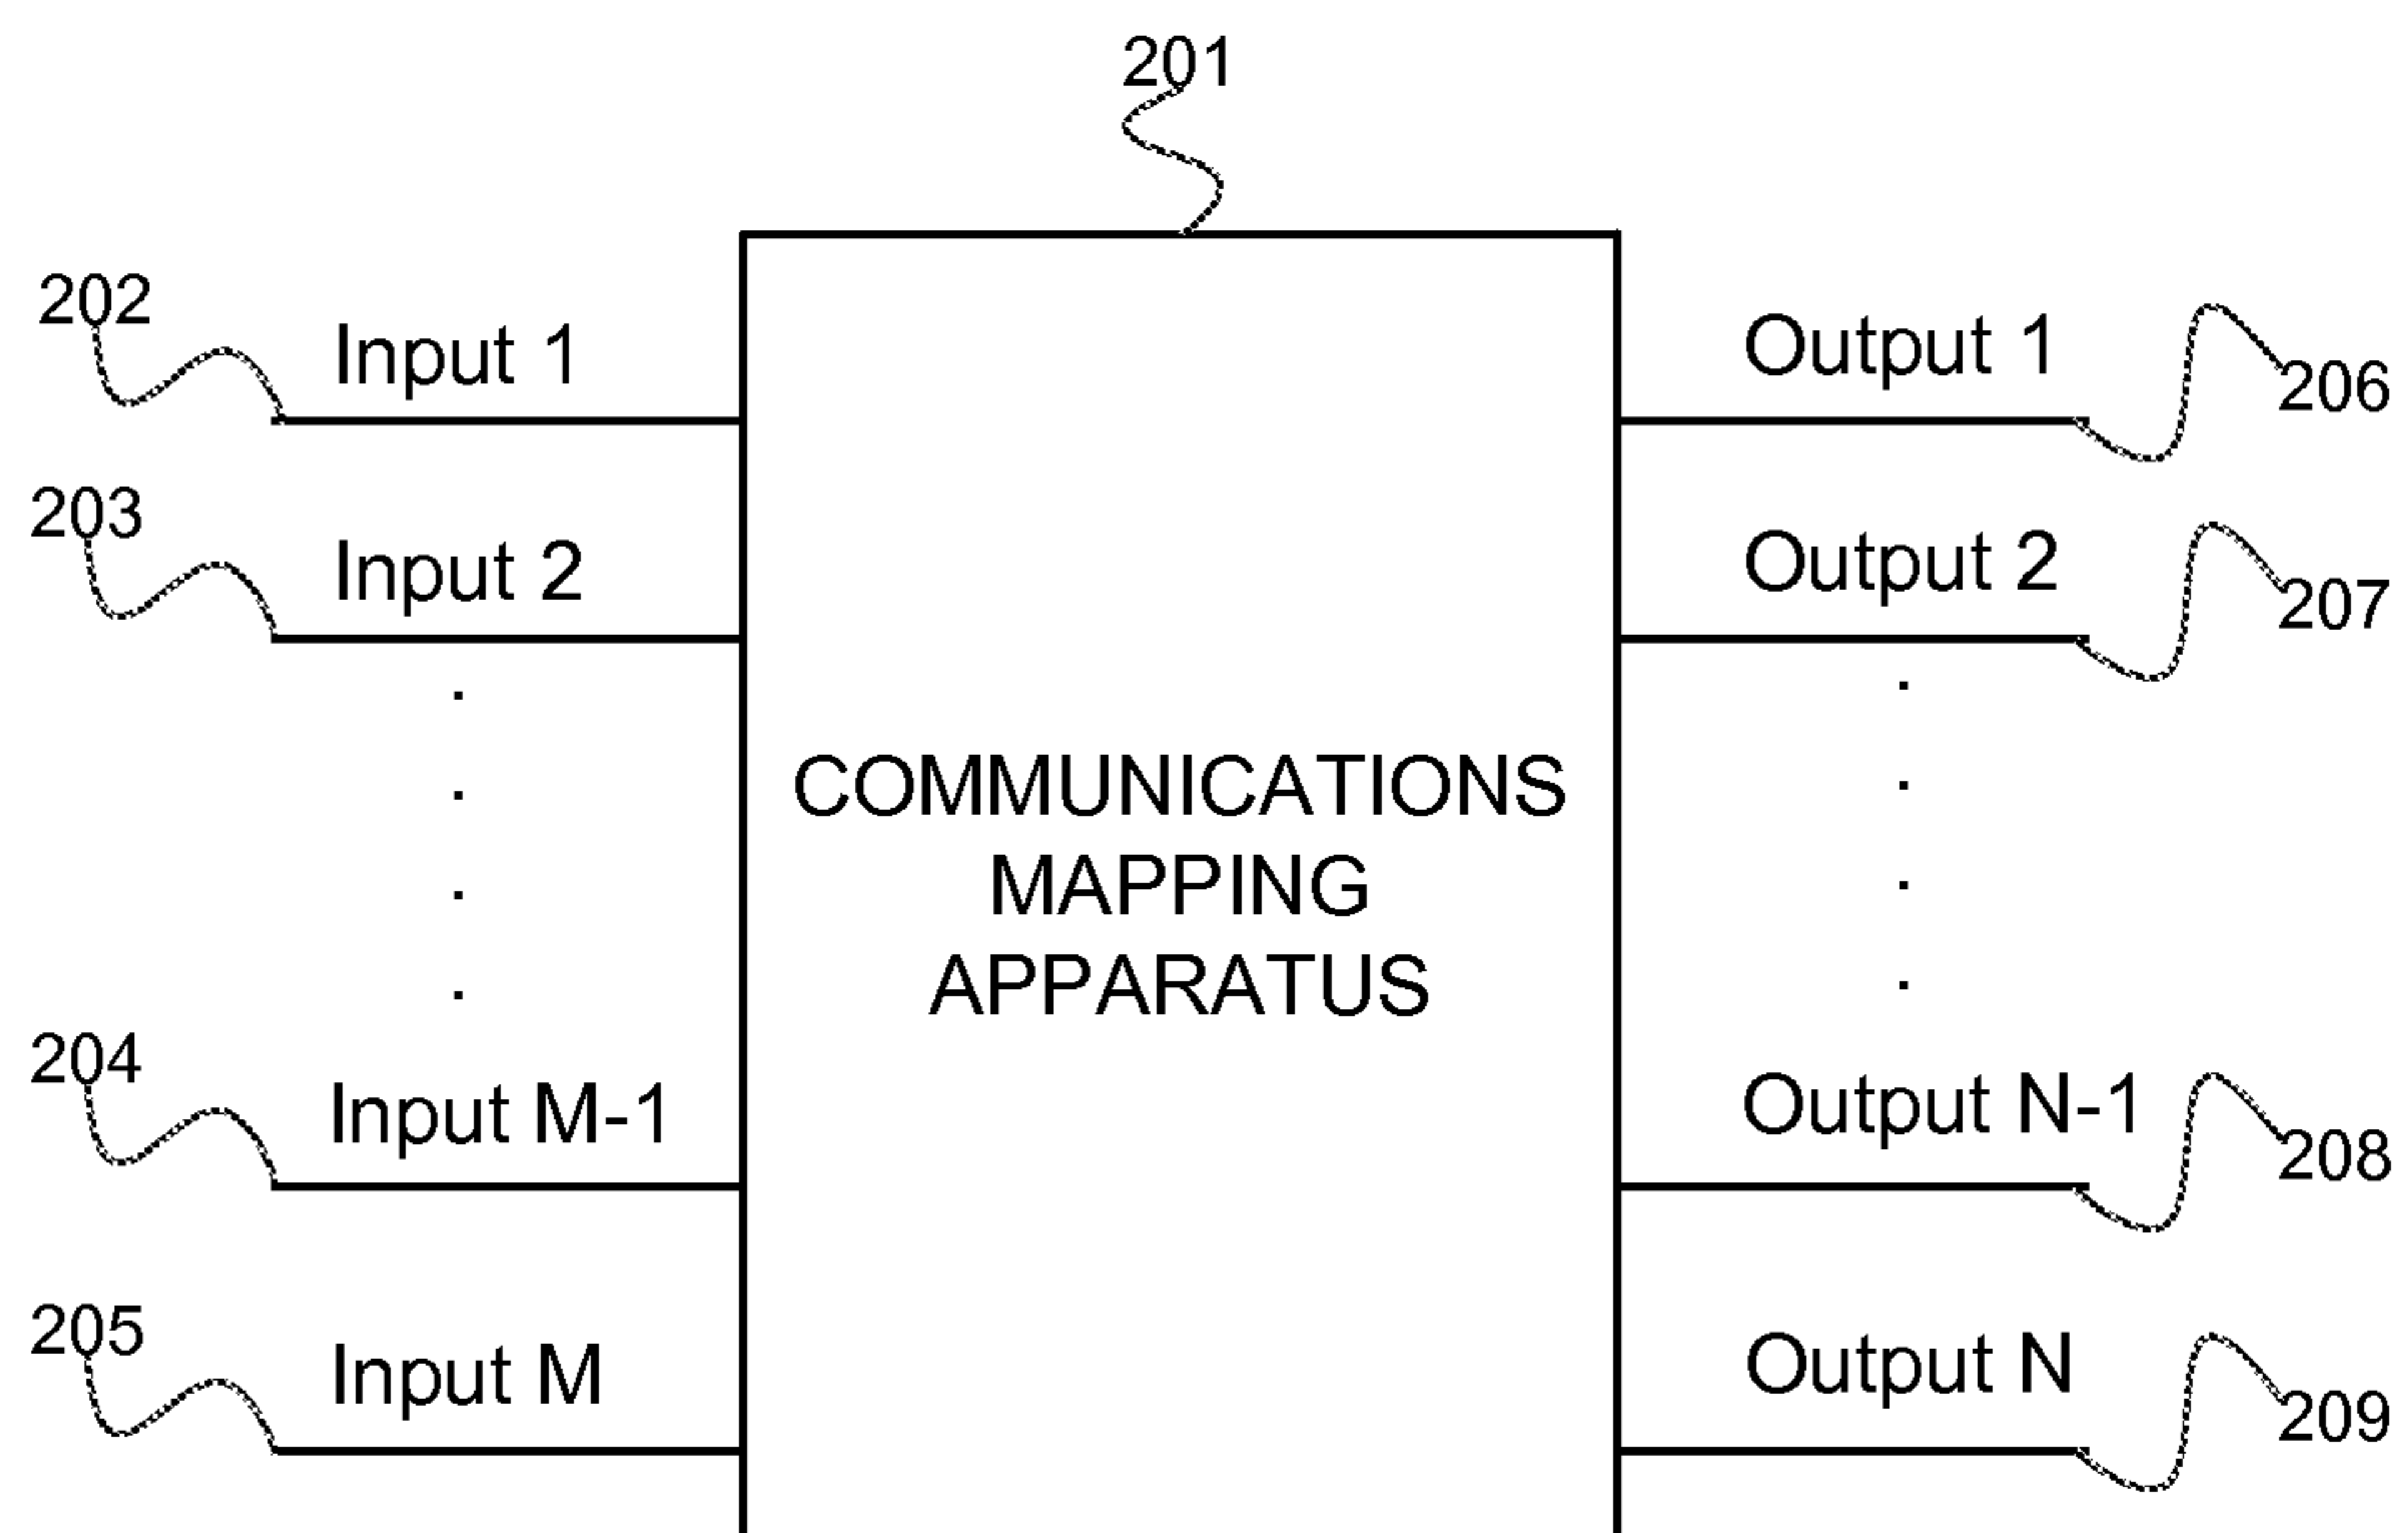 201
202
Input 1
Output 1
206
203
Input 2
Output 2
207
COMMUNICATIONS
MAPPING
APPARATUS
204
Input M-1
Output N-1
208
205
Input M
Output N
209